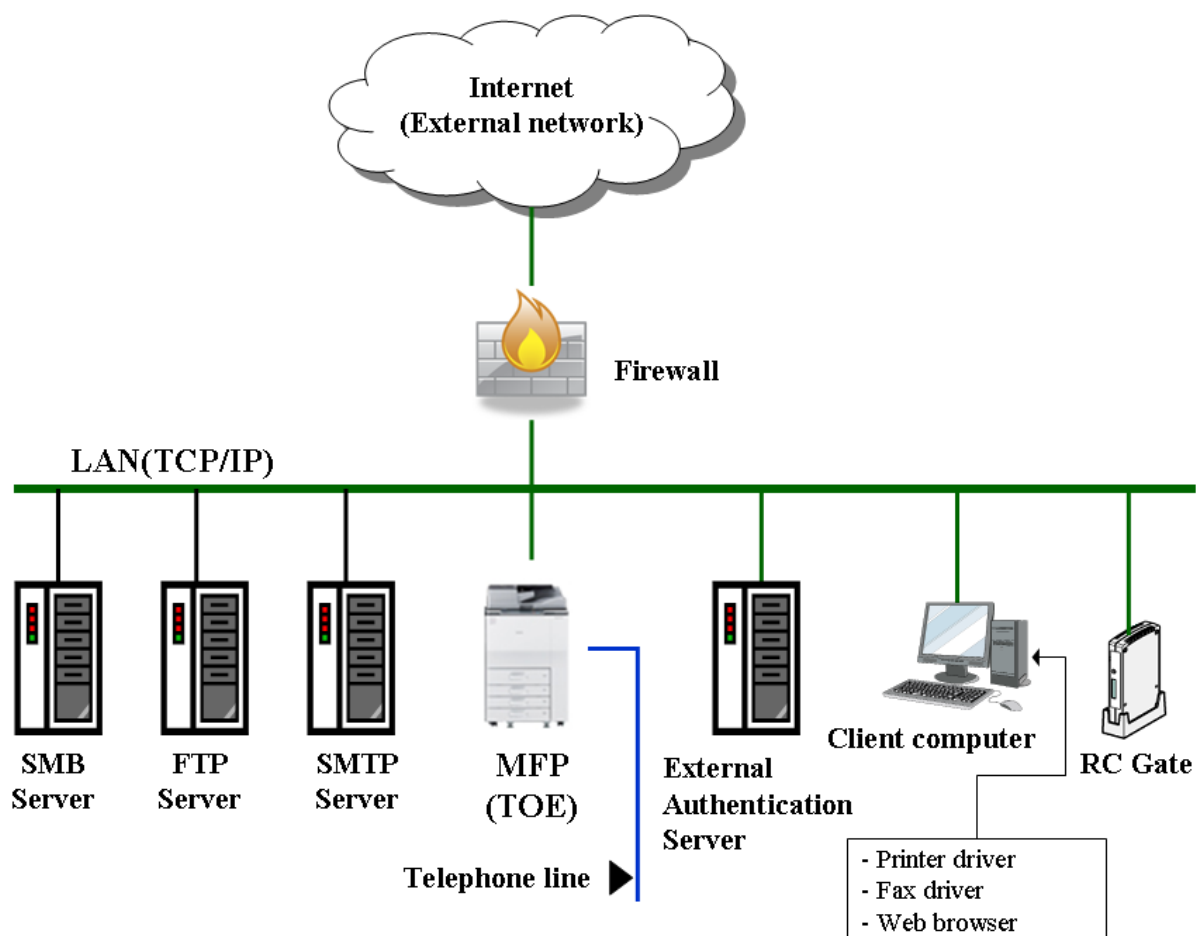 Internet
(External network)
Firewall
LAN(TCP/IP)
SMB
Server
FTP
Server
SMTP
Server
MFP
(TOE)
External
Authentication
Server
Client computer
RC Gate
Telephone line
- Printer driver
- Fax driver
- Web browser